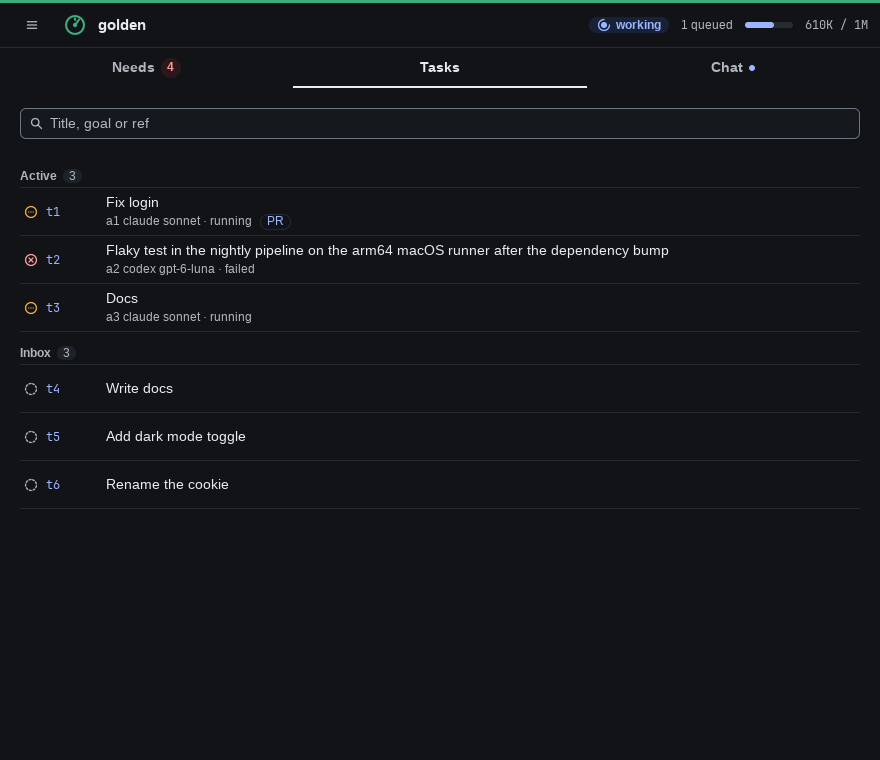 golden
working
1 queued
610K / 1M
Needs 4
Tasks
Chat
Title, goal or ref
Active 3
t1
Fix login
a1 claude sonnet · running PR
t2
Flaky test in the nightly pipeline on the arm64 macOS runner after the dependency bump
a2 codex gpt-6-luna · failed
t3
Docs
a3 claude sonnet · running
Inbox 3
t4 Write docs
t5 Add dark mode toggle
t6 Rename the cookie